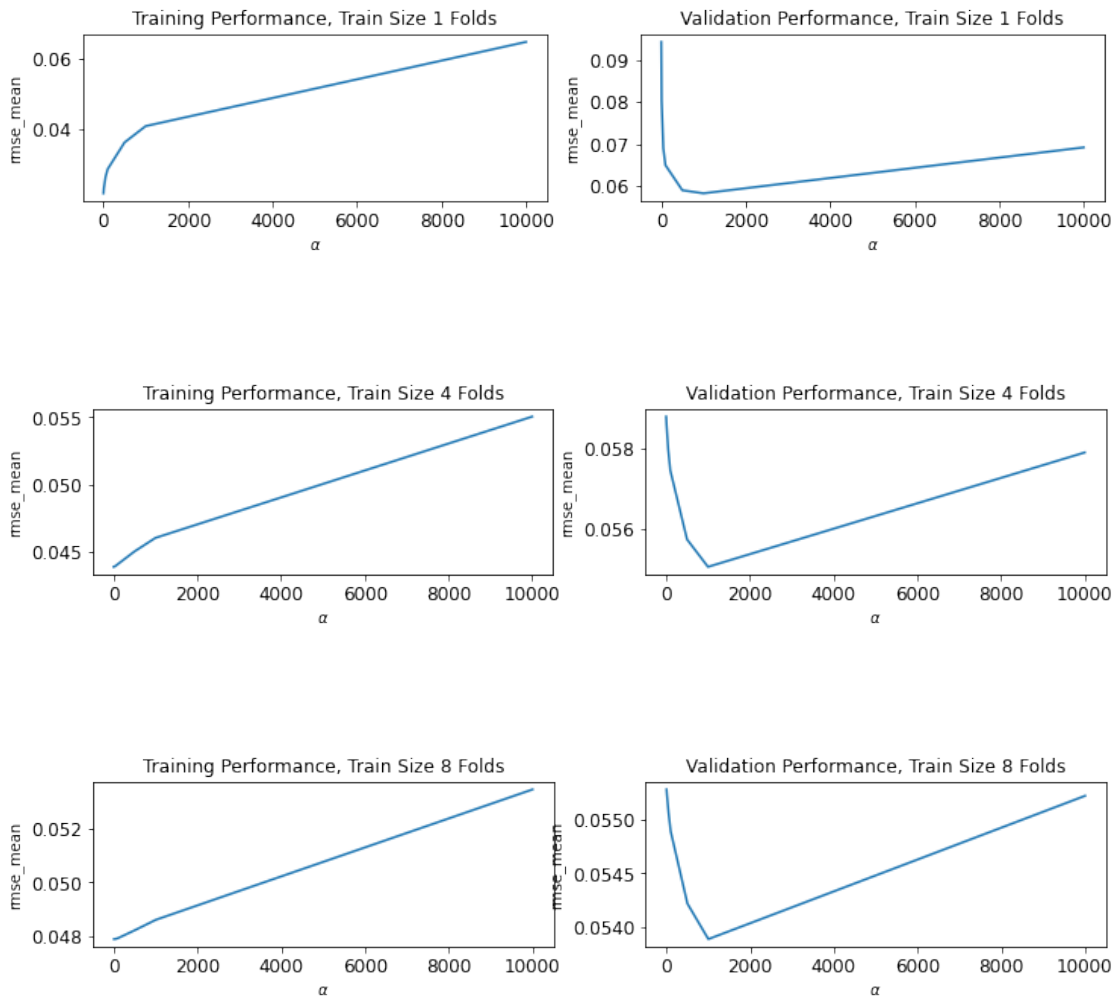 Training Performance, Train Size 1 Folds
0.06
0.04
rmse_mean
0 2000 4000 6000 8000 10000
α
Validation Performance, Train Size 1 Folds
0.09
0.08
0.07
0.06
rmse_mean
0 2000 4000 6000 8000 10000
α
Training Performance, Train Size 4 Folds
0.055
0.050
0.045
rmse_mean
0 2000 4000 6000 8000 10000
α
Validation Performance, Train Size 4 Folds
0.058
0.056
rmse_mean
0 2000 4000 6000 8000 10000
α
Training Performance, Train Size 8 Folds
0.052
0.050
0.048
rmse_mean
0 2000 4000 6000 8000 10000
α
Validation Performance, Train Size 8 Folds
0.0550
0.0545
0.0540
rmse_mean
0 2000 4000 6000 8000 10000
α